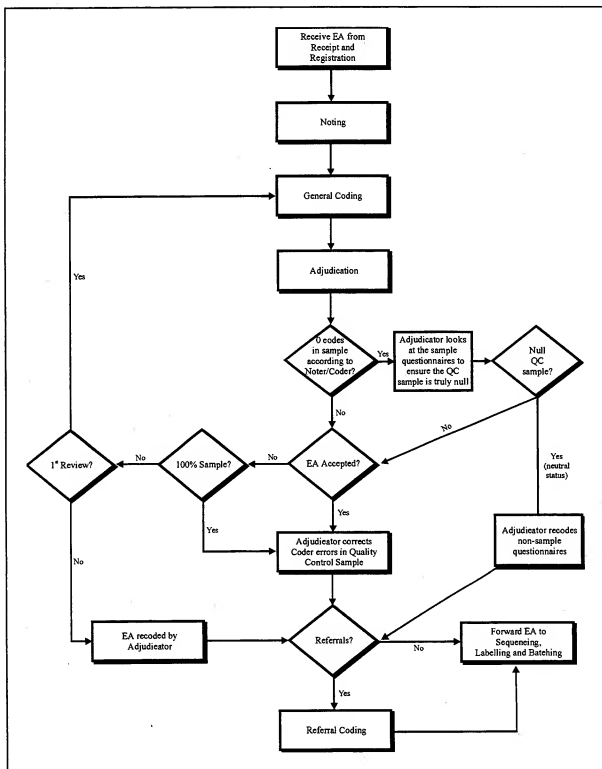 Receive EA from
Receipt and
Registration
Noting
General Coding
Yes
Adjudication
0 codes
in sample
according to
Noter/Coder?
Yes
Adjudicator looks
at the sample
questionnaires to
ensure the QC
sample is truly null
Null
QC
sample?
No
No
Yes
(neutral
status)
1st Review?
No
100% Sample?
No
EA Accepted?
Yes
Yes
Adjudicator corrects
Coder errors in Quality
Control Sample
Adjudicator recodes
non-sample
questionnaires
No
EA recoded by
Adjudicator
Referrals?
No
Forward EA to
Sequencing,
Labelling and Batching
Yes
Referral Coding